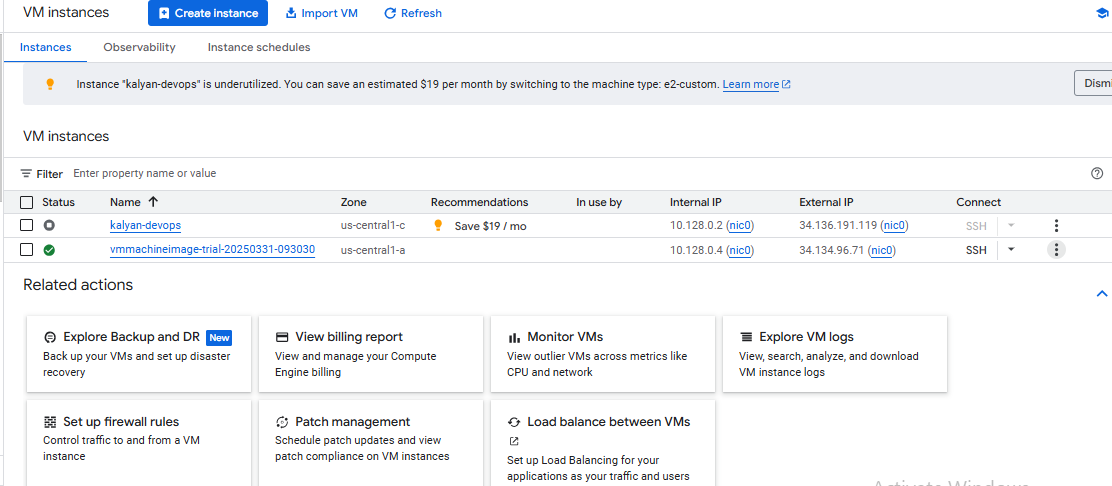 VM instances
Create instance
Import VM
Refresh
Instances
Observability
Instance schedules
Instance "kalyan-devops" is underutilized. You can save an estimated $19 per month by switching to the machine type: e2-custom. Learn more
VM instances
Filter Enter property name or value
Status Name Zone Recommendations In use by Internal IP External IP Connect
kalyan-devops us-central1-c Save $19 / mo 10.128.0.2 (nic0) 34.136.191.119 (nic0) SSH
vmmachineimage-trial-20250331-093030 us-central1-a 10.128.0.4 (nic0) 34.134.96.71 (nic0) SSH
Related actions
Explore Backup and DR New
Back up your VMs and set up disaster
recovery
View billing report
View and manage your Compute
Engine billing
Monitor VMs
View outlier VMs across metrics like
CPU and network
Explore VM logs
View, search, analyze, and download
VM instance logs
Set up firewall rules
Control traffic to and from a VM
instance
Patch management
Schedule patch updates and view
patch compliance on VM instances
Load balance between VMs
Set up Load Balancing for your
applications as your traffic and users
Activate Windows